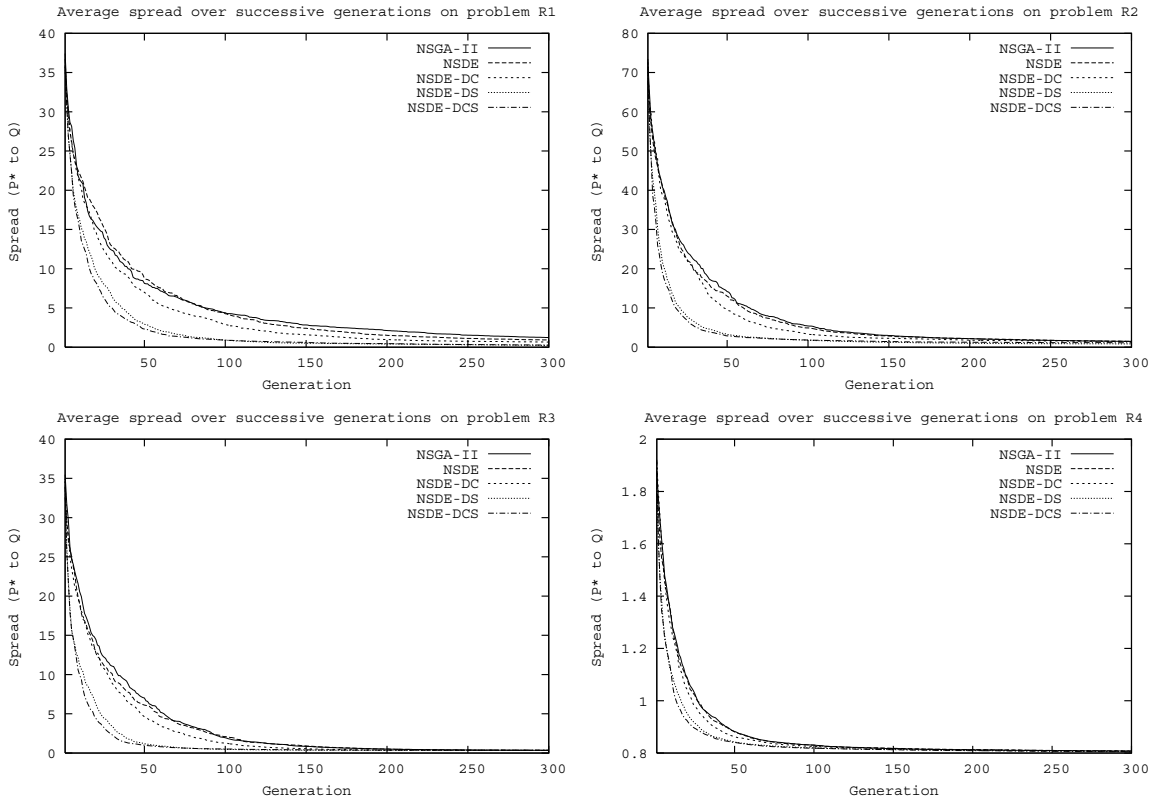 Average spread over successive generations on problem R1
40
35
30
25
20
15
10
5
0
Spread (P* to Q)
NSGA-II
NSDE
NSDE-DC
NSDE-DS
NSDE-DCS
50 100 150 200 250 300
Generation
Average spread over successive generations on problem R2
80
70
60
50
40
30
20
10
0
Spread (P* to Q)
NSGA-II
NSDE
NSDE-DC
NSDE-DS
NSDE-DCS
50 100 150 200 250 300
Generation
Average spread over successive generations on problem R3
40
35
30
25
20
15
10
5
0
Spread (P* to Q)
NSGA-II
NSDE
NSDE-DC
NSDE-DS
NSDE-DCS
50 100 150 200 250 300
Generation
Average spread over successive generations on problem R4
2
1.8
1.6
1.4
1.2
1
0.8
Spread (P* to Q)
NSGA-II
NSDE
NSDE-DC
NSDE-DS
NSDE-DCS
50 100 150 200 250 300
Generation